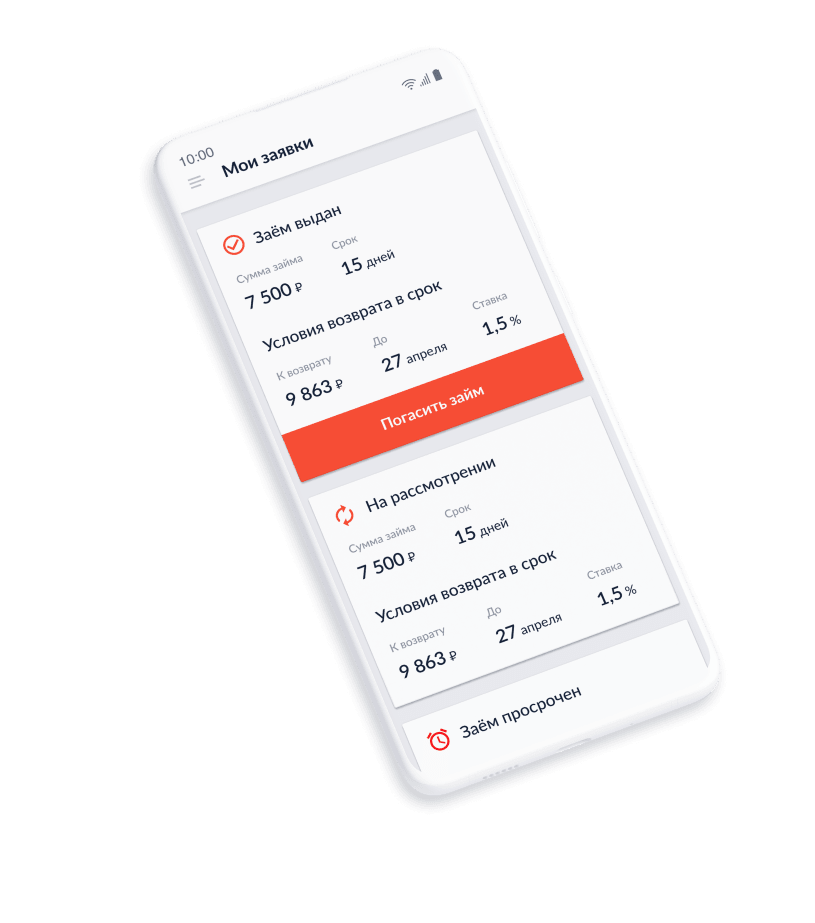 10:00
Мои заявки
Заём выдан
Сумма займа Срок
7 500 ₽ 15 дней
Условия возврата в срок
К возврату До Ставка
9 863 ₽ 27 апреля 1,5 %
Погасить займ
На рассмотрении
Сумма займа Срок
7 500 ₽ 15 дней
Условия возврата в срок
К возврату До Ставка
9 863 ₽ 27 апреля 1,5 %
Заём просрочен